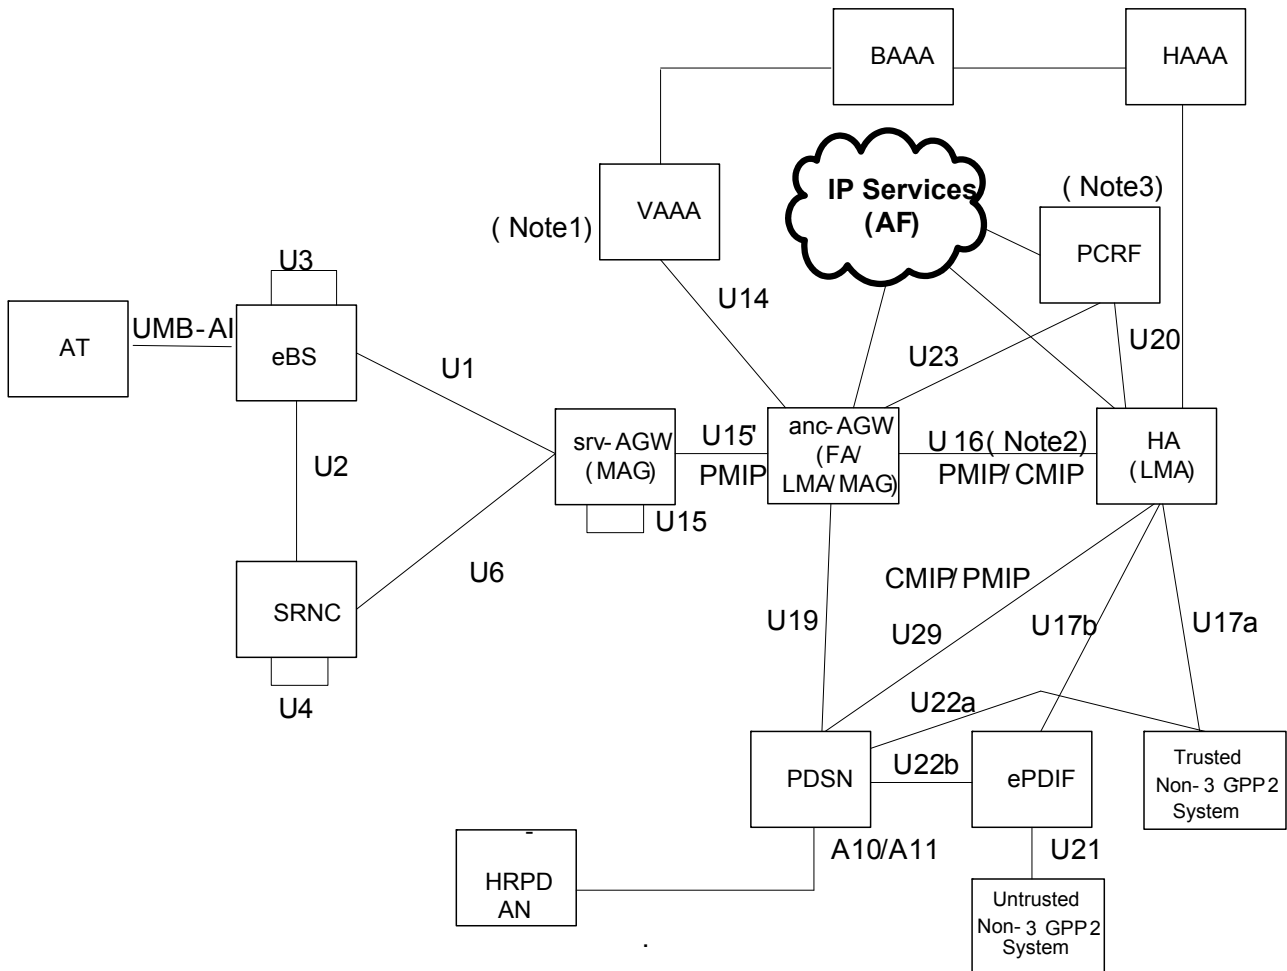 BAAA
HAAA
VAAA
( Note1)
IP Services
(AF)
( Note3)
PCRF
U3
U14
AT
UMB-AI
eBS
U1
U23
U20
U2
srv-AGW
(MAG)
U15'
PMIP
anc-AGW
(FA/
LMA/MAG)
U16( Note2)
PMIP/CMIP
HA
(LMA)
U15
U6
SRNC
U4
CMIP/PMIP
U19
U29
U17b
U17a
U22a
PDSN
U22b
ePDIF
Trusted
Non-3 GPP2
System
A10/A11
U21
HRPD
AN
Untrusted
Non-3 GPP2
System